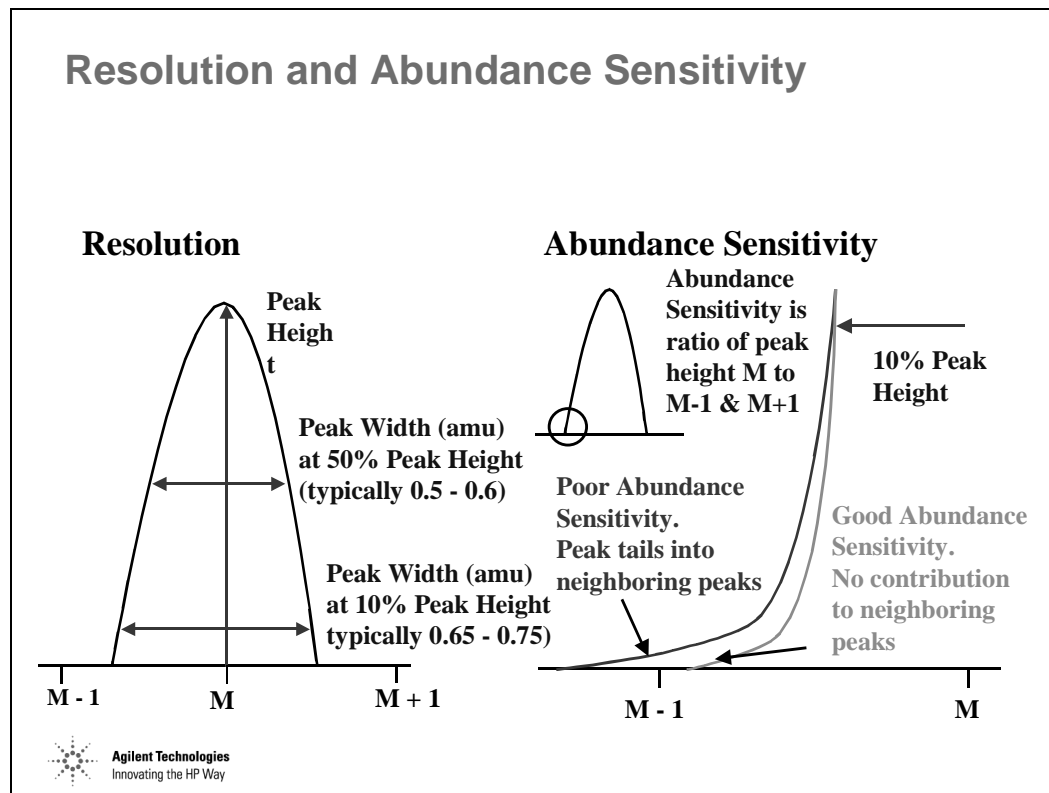 Resolution and Abundance Sensitivity
Resolution
Peak
Heigh
t
Peak Width (amu)
at 50% Peak Height
(typically 0.5 - 0.6)
Peak Width (amu)
at 10% Peak Height
typically 0.65 - 0.75)
M - 1
M
M + 1
Abundance Sensitivity
Abundance
Sensitivity is
ratio of peak
height M to
M-1 & M+1
10% Peak
Height
Poor Abundance
Sensitivity.
Peak tails into
neighboring peaks
Good Abundance
Sensitivity.
No contribution
to neighboring
peaks
M - 1
M
Agilent Technologies
Innovating the HP Way